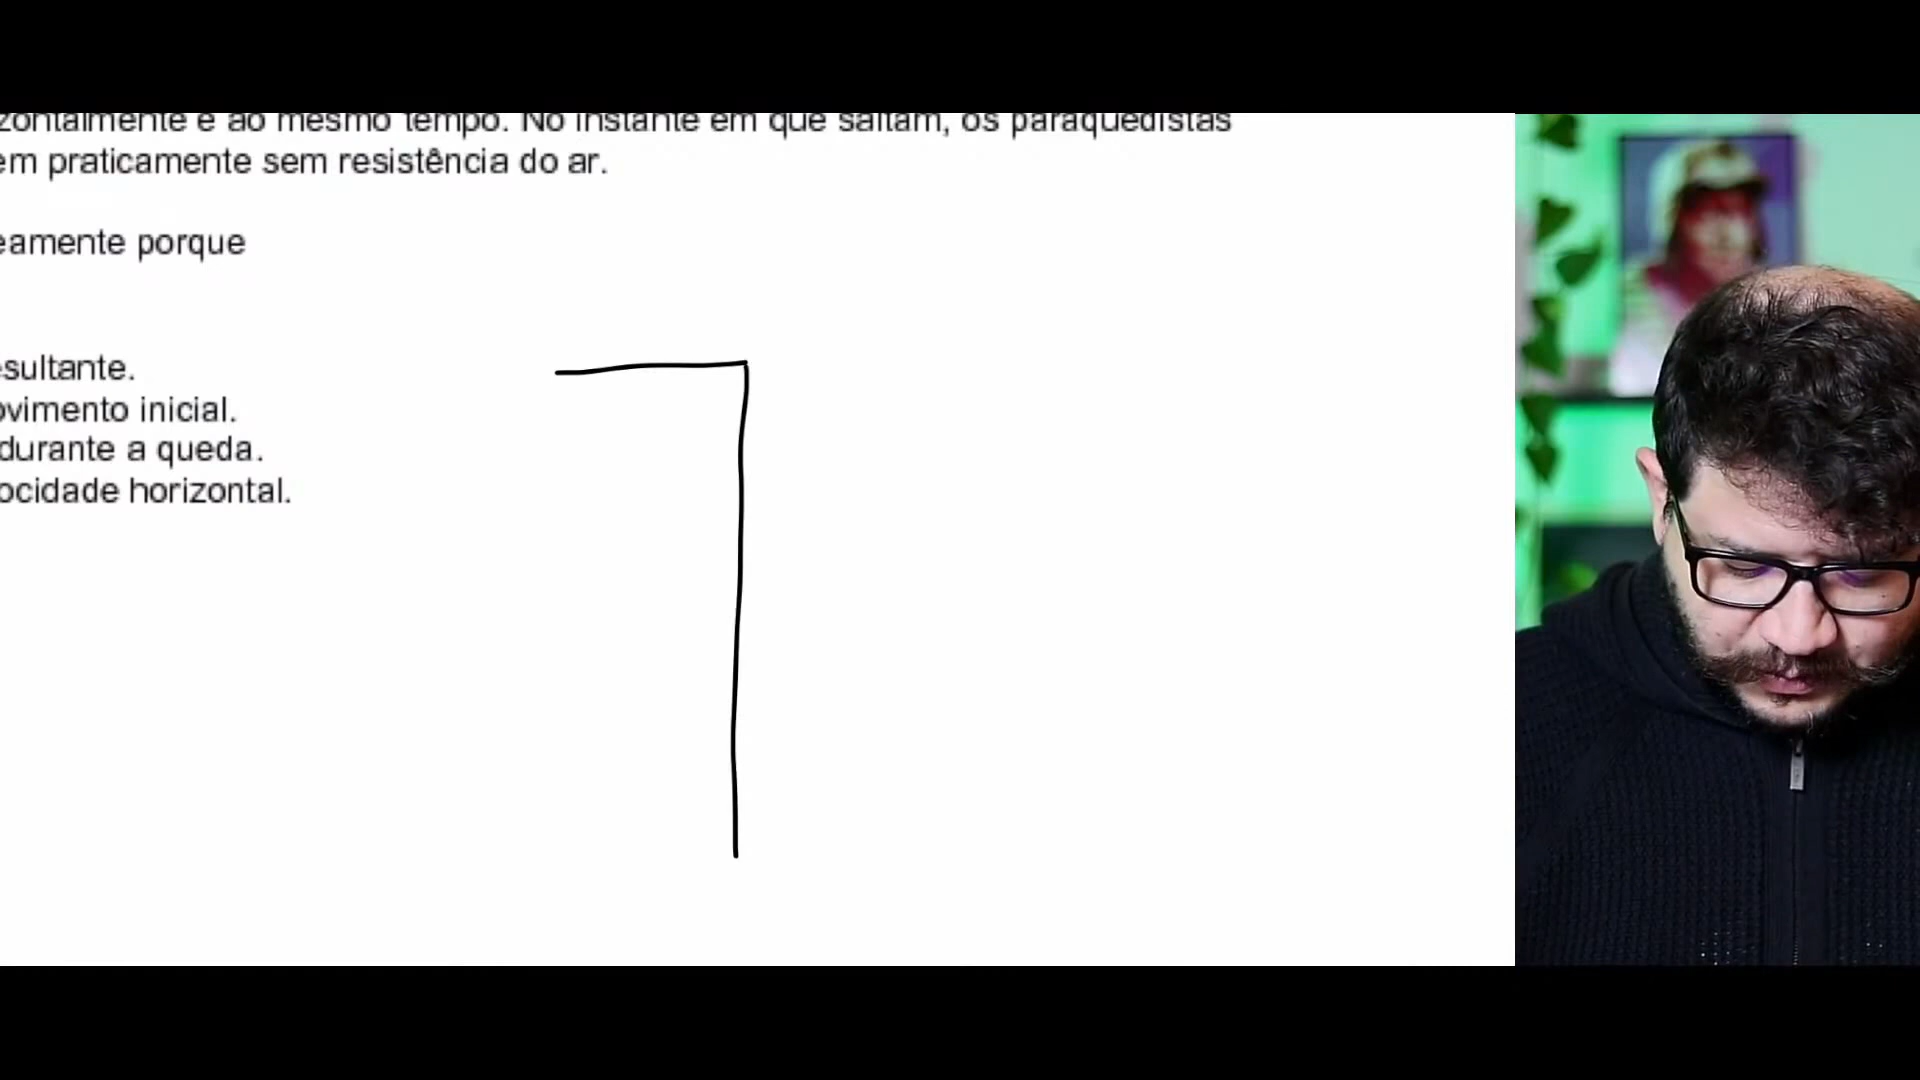 zontalmente e ao mesmo tempo. No instante em que saltam, os paraquedistas
em praticamente sem resistência do ar.
eamente porque
esultante.
ovimento inicial.
durante a queda.
ocidade horizontal.